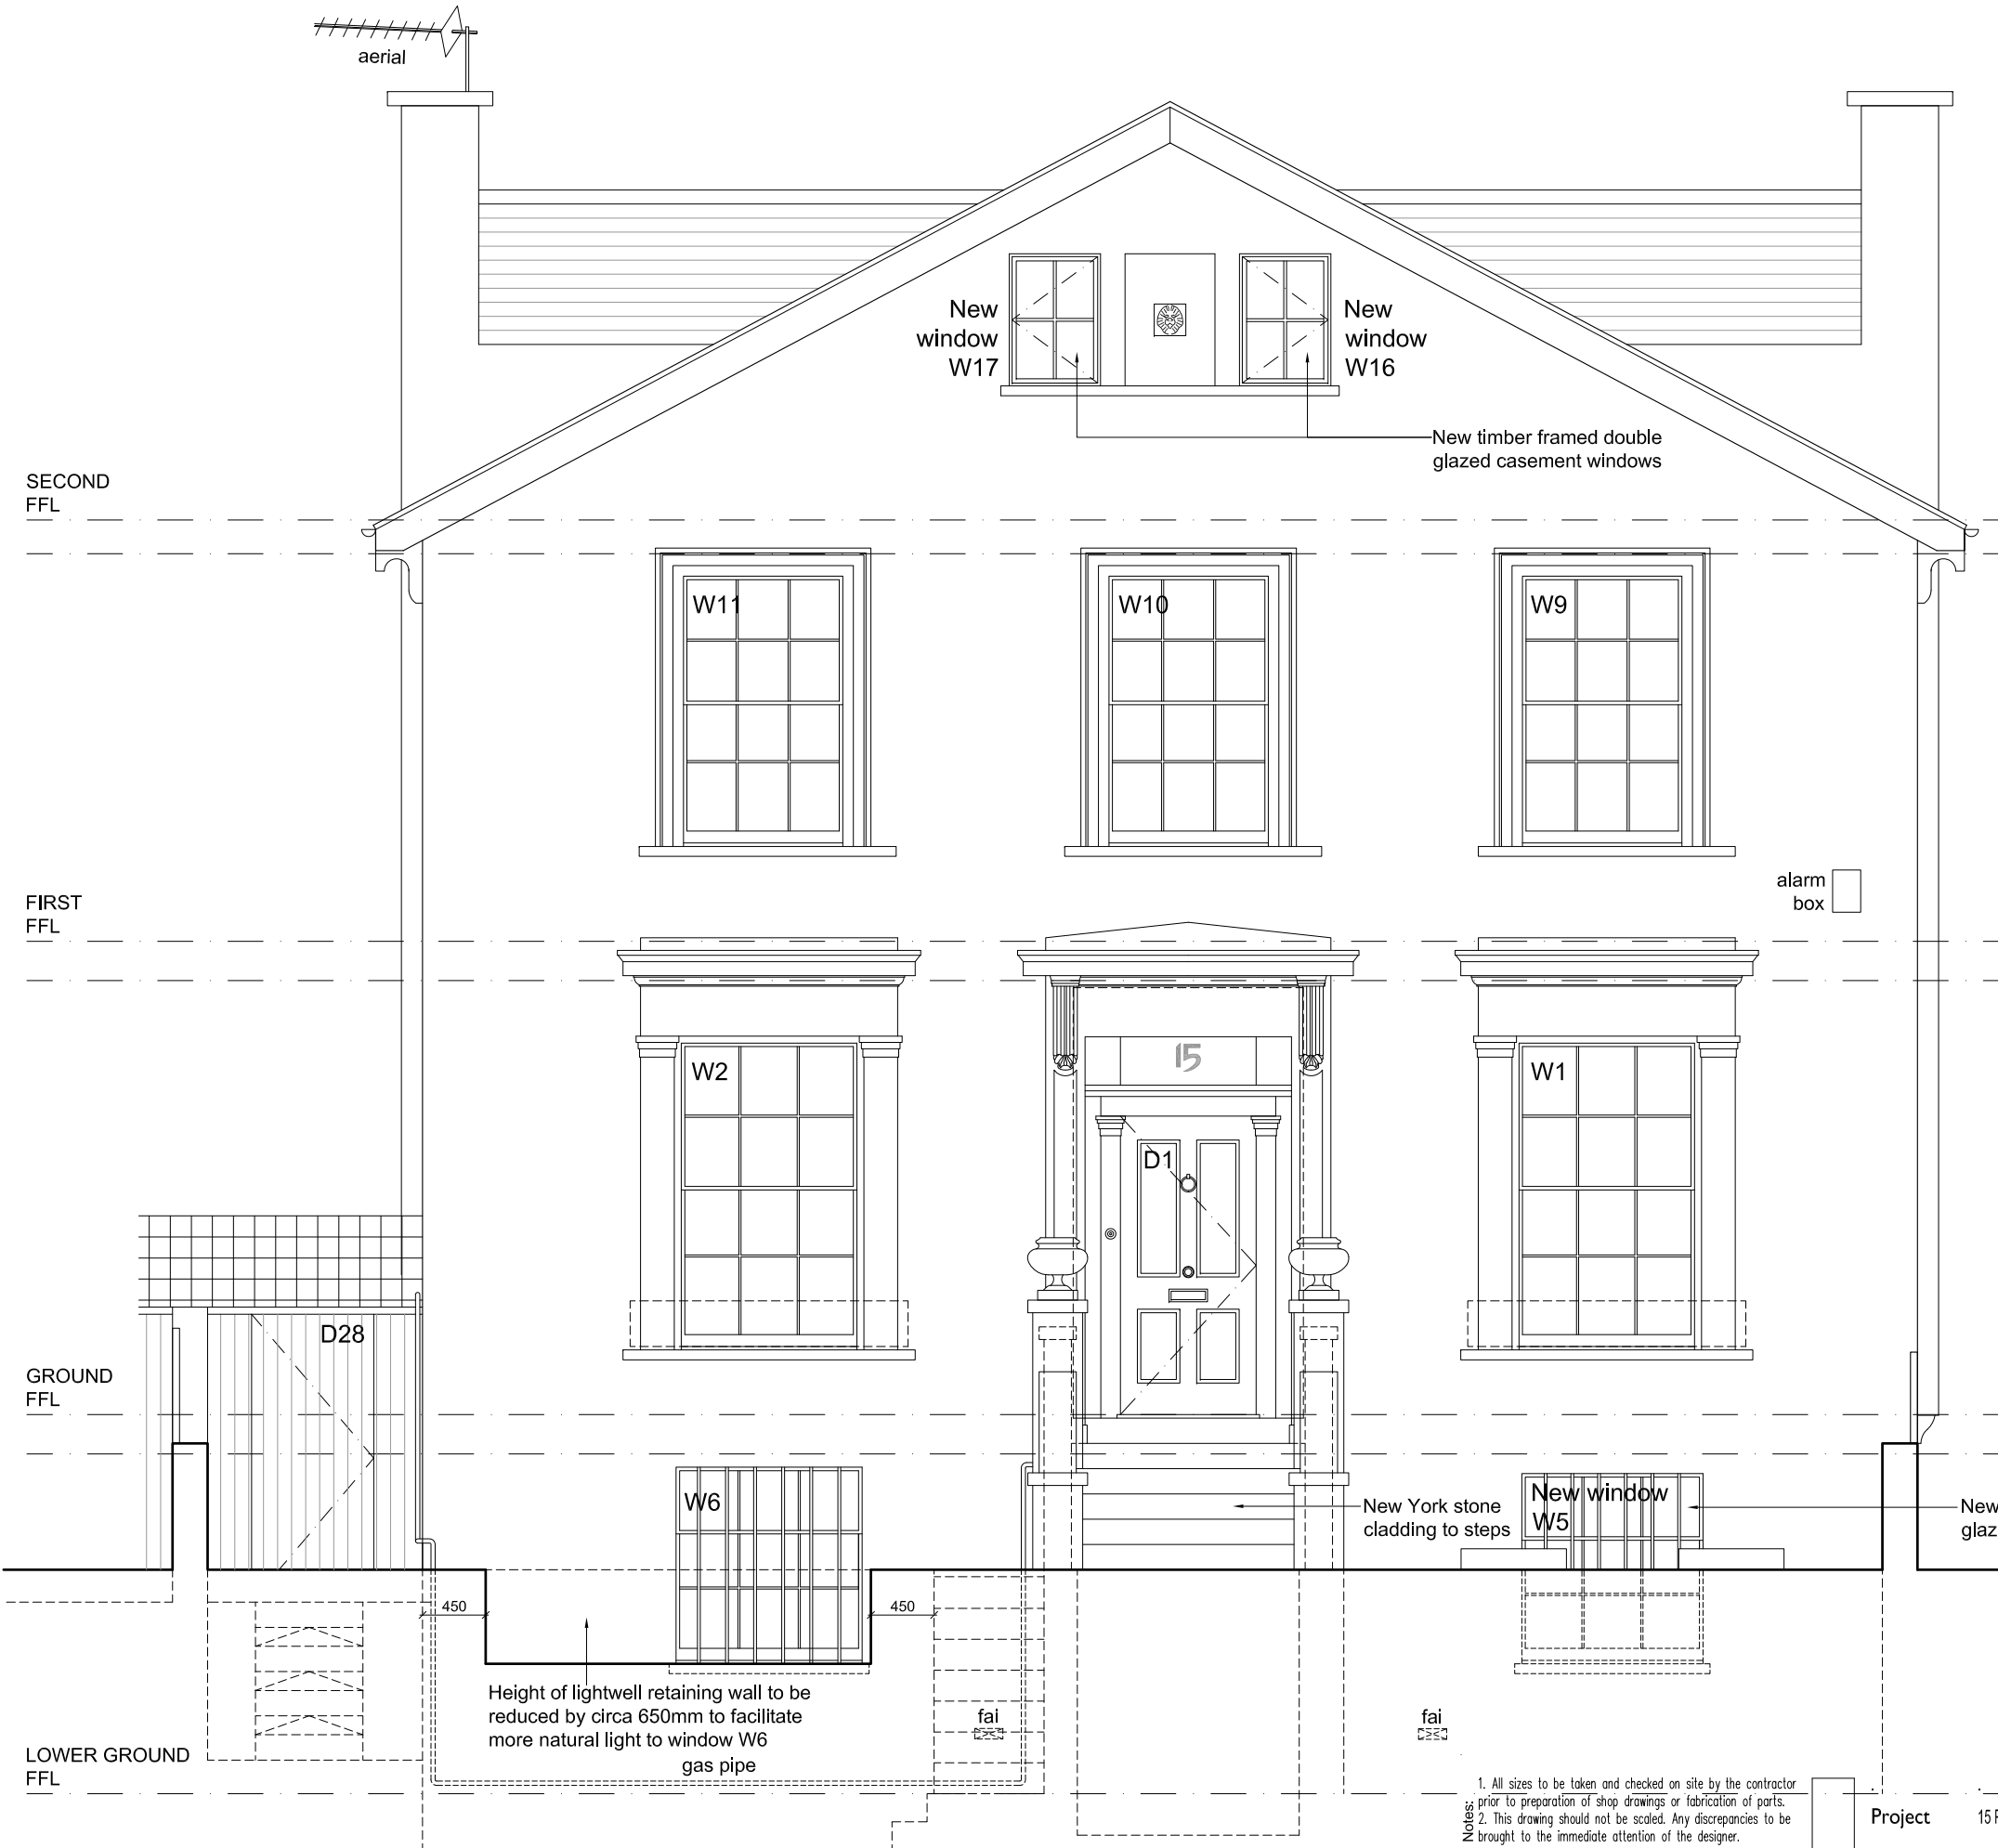 aerial
New
window
W17
New
window
W16
New timber framed double
glazed casement windows
SECOND
FFL
W11
W10
W9
alarm
box
FIRST
FFL
W2
15
W1
D1
D28
GROUND
FFL
W6
New York stone
cladding to steps
New window
W5
New
glaz
450
450
Height of lightwell retaining wall to be
reduced by circa 650mm to facilitate
more natural light to window W6
gas pipe
fai
fai
LOWER GROUND
FFL
Notes:
1. All sizes to be taken and checked on site by the contractor
prior to preparation of shop drawings or fabrication of parts.
2. This drawing should not be scaled. Any discrepancies to be
brought to the immediate attention of the designer.
Project
15